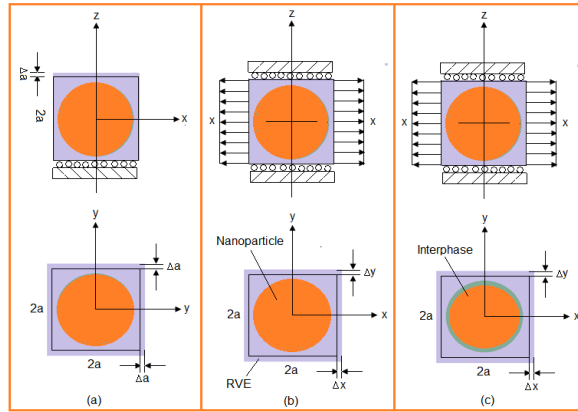 z
Δa
2a
x
y
Δa
2a
y
2a
Δa
(a)
z
x
x
y
Nanoparticle
Δy
2a
x
RVE
2a
Δx
(b)
z
x
x
y
Interphase
Δy
2a
x
2a
Δx
(c)